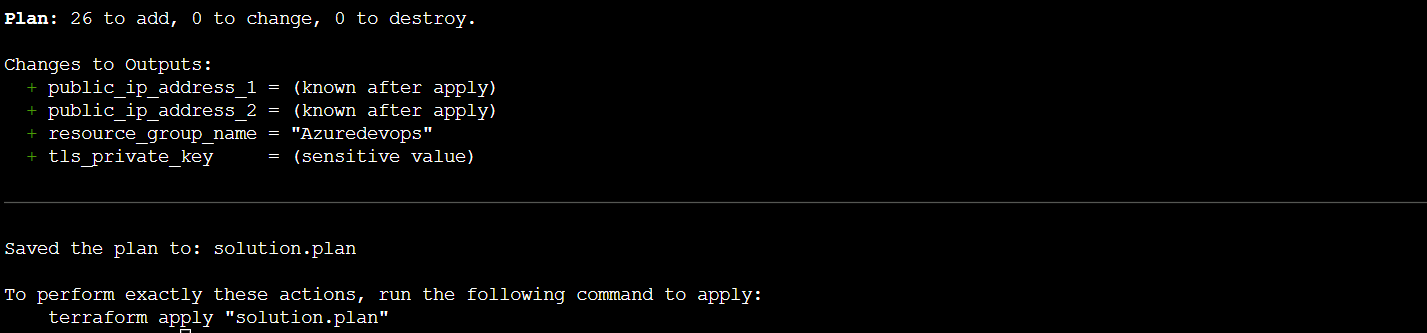 Plan: 26 to add, 0 to change, 0 to destroy.
Changes to Outputs:
+ public_ip_address_1 = (known after apply)
+ public_ip_address_2 = (known after apply)
+ resource_group_name = "Azuredevops"
+ tls_private_key     = (sensitive value)
Saved the plan to: solution.plan
To perform exactly these actions, run the following command to apply:
terraform apply "solution.plan"